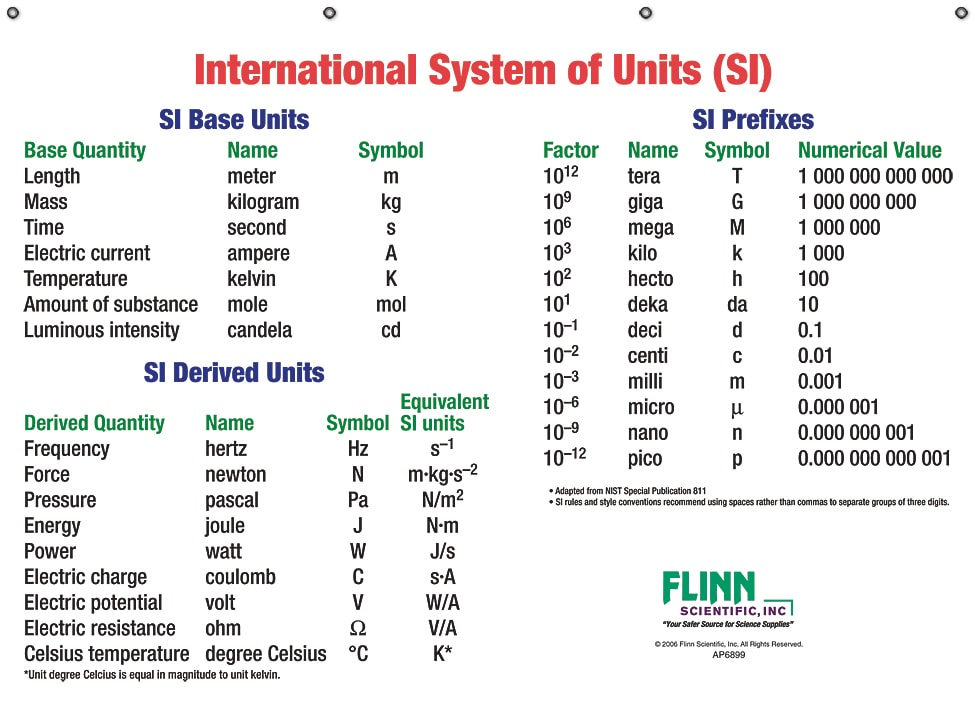 International System of Units (SI)
SI Base Units
Base Quantity Name Symbol
Length meter m
Mass kilogram kg
Time second s
Electric current ampere A
Temperature kelvin K
Amount of substance mole mol
Luminous intensity candela cd
SI Derived Units
Derived Quantity Name Symbol Equivalent SI units
Frequency hertz Hz s⁻¹
Force newton N m·kg·s⁻²
Pressure pascal Pa N/m²
Energy joule J N·m
Power watt W J/s
Electric charge coulomb C s·A
Electric potential volt V W/A
Electric resistance ohm Ω V/A
Celsius temperature degree Celsius °C K*
*Unit degree Celcius is equal in magnitude to unit kelvin.
SI Prefixes
Factor Name Symbol Numerical Value
10¹² tera T 1 000 000 000 000
10⁹ giga G 1 000 000 000
10⁶ mega M 1 000 000
10³ kilo k 1 000
10² hecto h 100
10¹ deka da 10
10⁻¹ deci d 0.1
10⁻² centi c 0.01
10⁻³ milli m 0.001
10⁻⁶ micro μ 0.000 001
10⁻⁹ nano n 0.000 000 001
10⁻¹² pico p 0.000 000 000 001
• Adapted from NIST Special Publication 811
• SI rules and style conventions recommend using spaces rather than commas to separate groups of three digits.
FLINN
SCIENTIFIC, INC
"Your Safer Source for Science Supplies"
© 2006 Flinn Scientific, Inc. All Rights Reserved.
AP6899